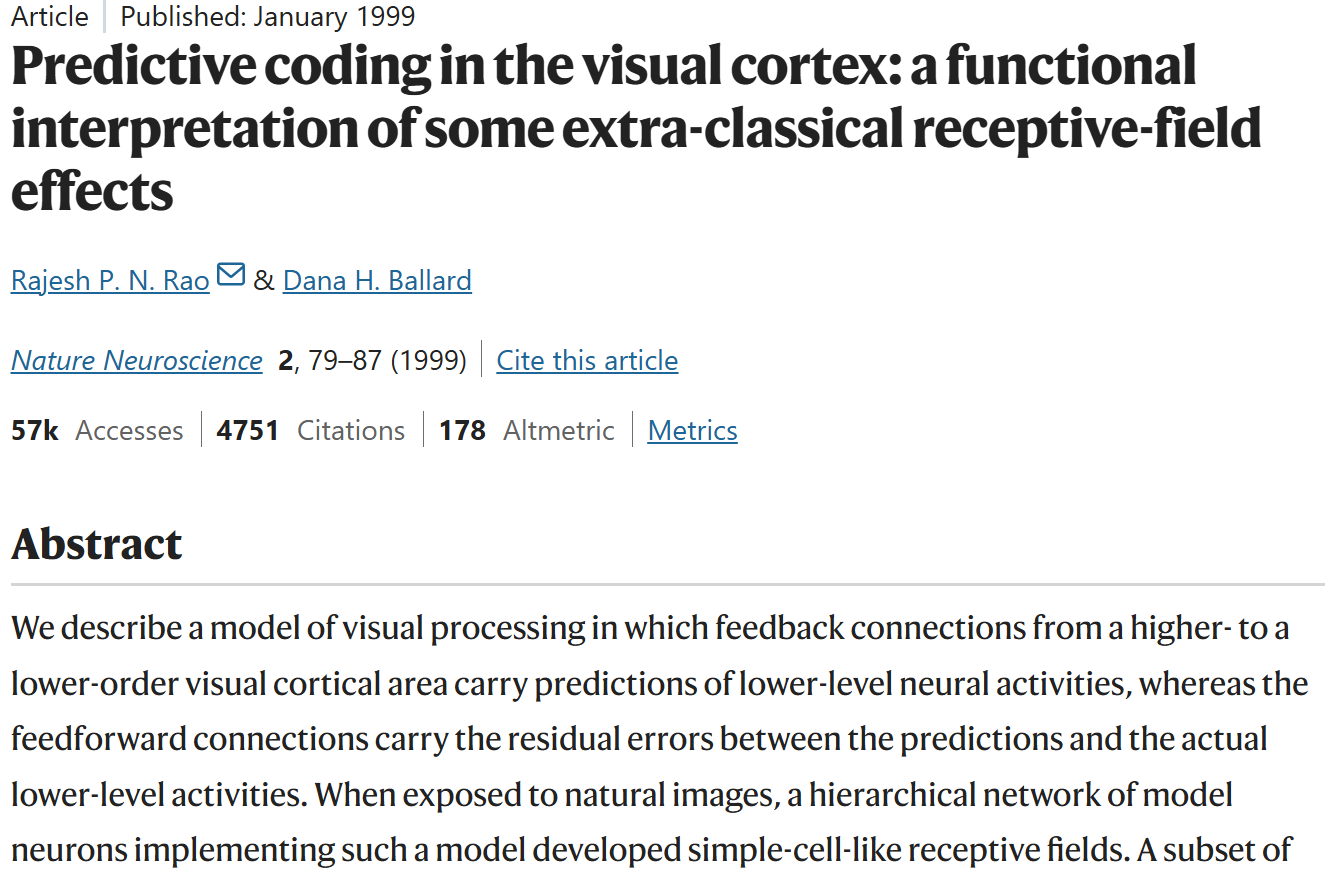 Article | Published: January 1999
Predictive coding in the visual cortex: a functional
interpretation of some extra-classical receptive-field
effects
Rajesh P. N. Rao & Dana H. Ballard
Nature Neuroscience 2, 79–87 (1999) | Cite this article
57k Accesses | 4751 Citations | 178 Altmetric | Metrics
Abstract
We describe a model of visual processing in which feedback connections from a higher- to a
lower-order visual cortical area carry predictions of lower-level neural activities, whereas the
feedforward connections carry the residual errors between the predictions and the actual
lower-level activities. When exposed to natural images, a hierarchical network of model
neurons implementing such a model developed simple-cell-like receptive fields. A subset of